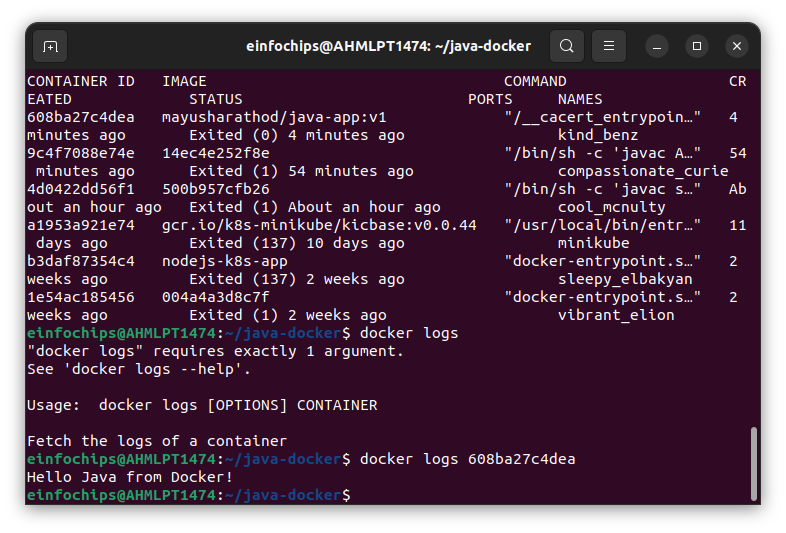 einfochips@AHMLPT1474: ~/java-docker
CONTAINER ID   IMAGE                                 COMMAND                  CR
EATED          STATUS                         PORTS     NAMES
608ba27c4dea   mayusharathod/java-app:v1             "/__cacert_entrypoin…"   4
minutes ago       Exited (0) 4 minutes ago                 kind_benz
9c4f7088e74e   14ec4e252f8e                          "/bin/sh -c 'javac A…"   54
 minutes ago      Exited (1) 54 minutes ago                compassionate_curie
4d0422dd56f1   500b957cfb26                          "/bin/sh -c 'javac s…"   Ab
out an hour ago   Exited (1) About an hour ago             cool_mcnulty
a1953a921e74   gcr.io/k8s-minikube/kicbase:v0.0.44   "/usr/local/bin/entr…"   11
 days ago         Exited (137) 10 days ago                 minikube
b3daf87354c4   nodejs-k8s-app                        "docker-entrypoint.s…"   2
weeks ago         Exited (137) 2 weeks ago                 sleepy_elbakyan
1e54ac185456   004a4a3d8c7f                          "docker-entrypoint.s…"   2
weeks ago         Exited (1) 2 weeks ago                   vibrant_elion
einfochips@AHMLPT1474:~/java-docker$ docker logs
"docker logs" requires exactly 1 argument.
See 'docker logs --help'.
Usage:  docker logs [OPTIONS] CONTAINER
Fetch the logs of a container
einfochips@AHMLPT1474:~/java-docker$ docker logs 608ba27c4dea
Hello Java from Docker!
einfochips@AHMLPT1474:~/java-docker$